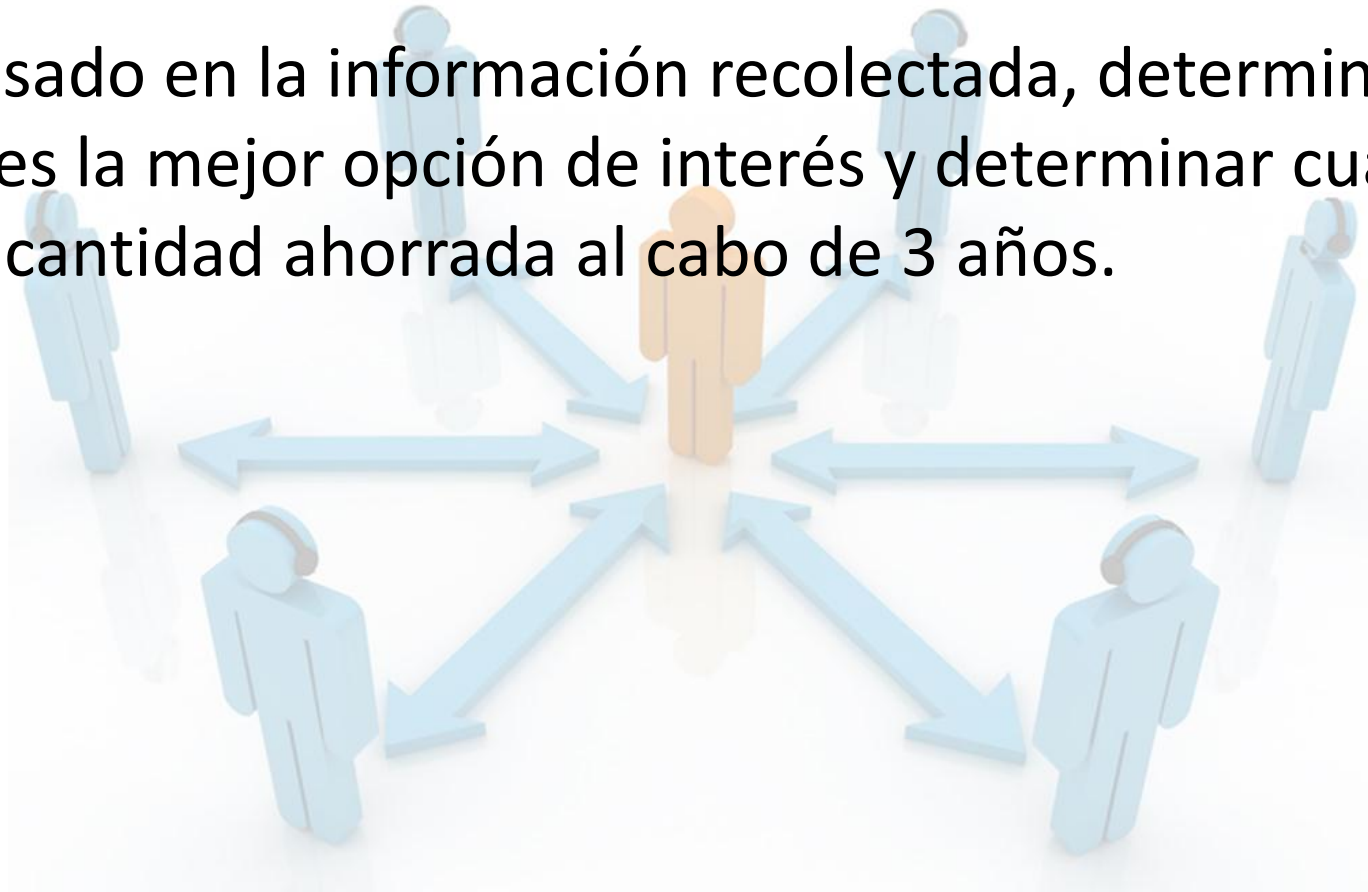 sado en la información recolectada, determin
es la mejor opción de interés y determinar cu
cantidad ahorrada al cabo de 3 años.